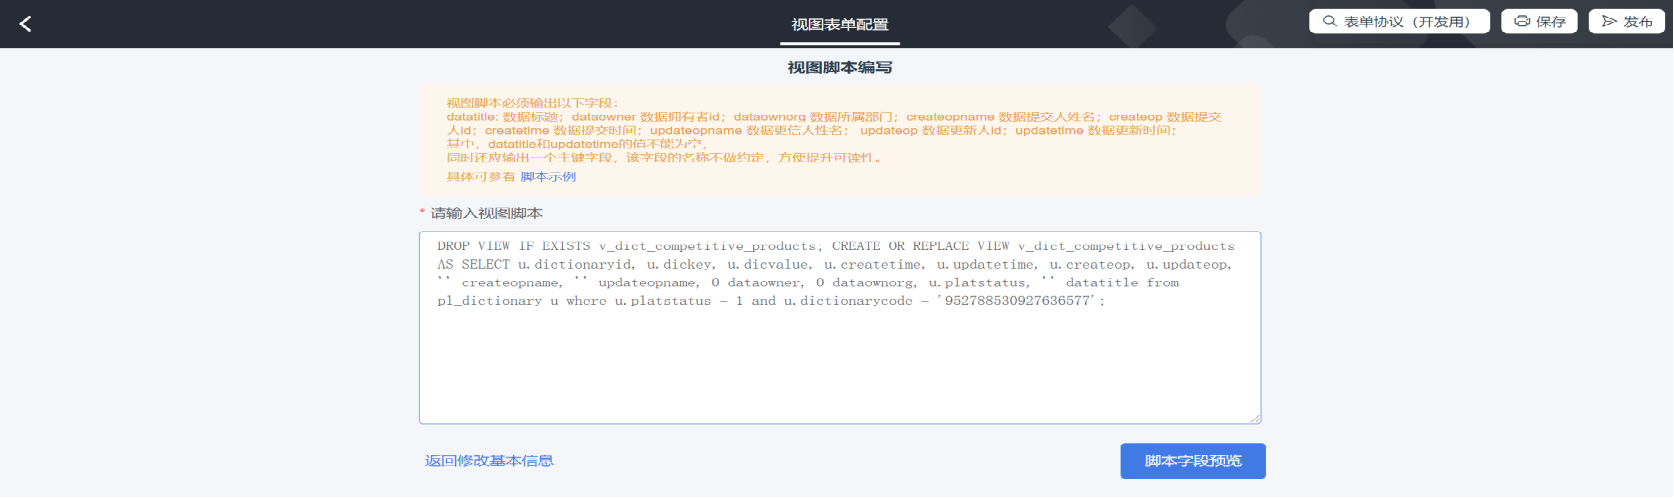 视图表单配置
表单协议（开发用）
保存
发布
视图脚本编写
视图脚本必须输出以下字段：
datatitle: 数据标题；dataowner 数据拥有者id；dataownorg 数据所属部门；createopname 数据提交人姓名；createop 数据提交
人id；createtime 数据提交时间；updateopname 数据更信人性名； updateop 数据更新人id；updatetime 数据更新时间；
其中，datatitle和updatetime的值不能为空，
同时还应输出一个主键字段，该字段的名称不做约定，方便提升可读性。
具体可参看 脚本示例
* 请输入视图脚本
DROP VIEW IF EXISTS v_dict_competitive_products; CREATE OR REPLACE VIEW v_dict_competitive_products
AS SELECT u.dictionaryid, u.dickey, u.dicvalue, u.createtime, u.updatetime, u.createop, u.updateop,
'' createopname, '' updateopname, 0 dataowner, 0 dataownorg, u.platstatus, '' datatitle from
pl_dictionary u where u.platstatus = 1 and u.dictionarycode = '952788530927636577';
返回修改基本信息
脚本字段预览